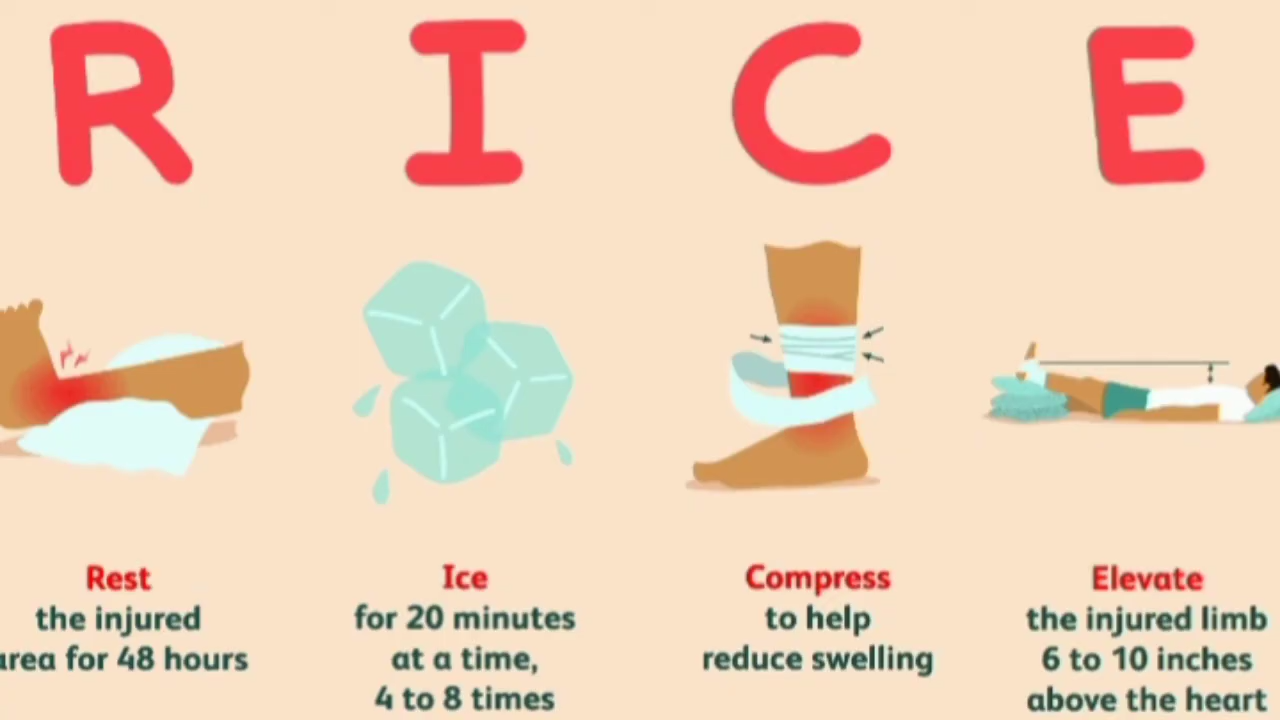 R I C E
Rest
the injured
area for 48 hours
Ice
for 20 minutes
at a time,
4 to 8 times
Compress
to help
reduce swelling
Elevate
the injured limb
6 to 10 inches
above the heart